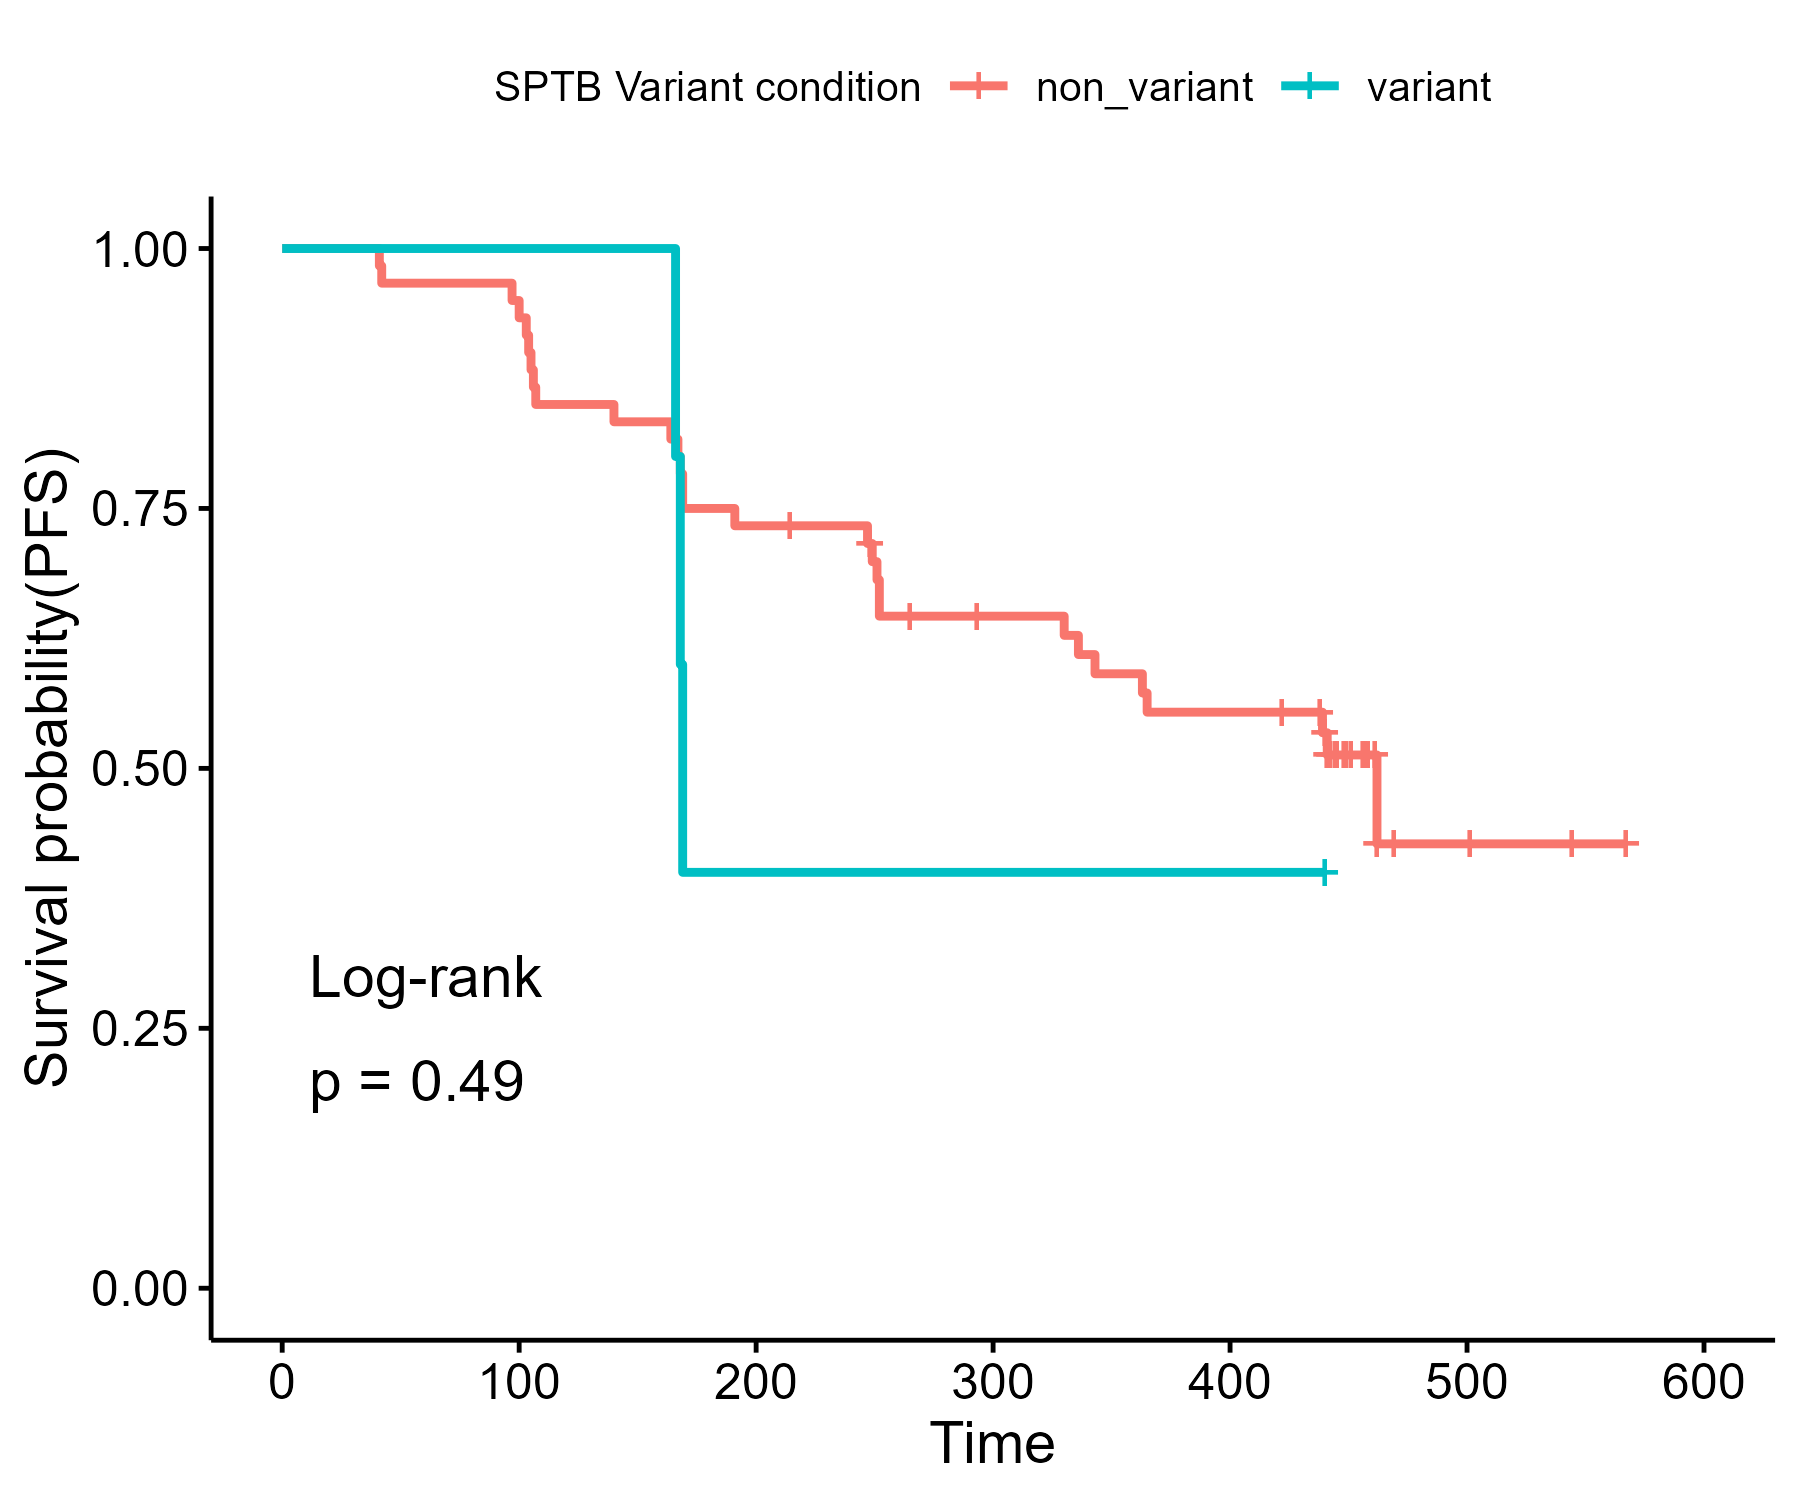 SPTB Variant condition non_variant variant
1.00
0.75
0.50
0.25
0.00
Survival probability(PFS)
Log-rank
p = 0.49
0 100 200 300 400 500 600
Time